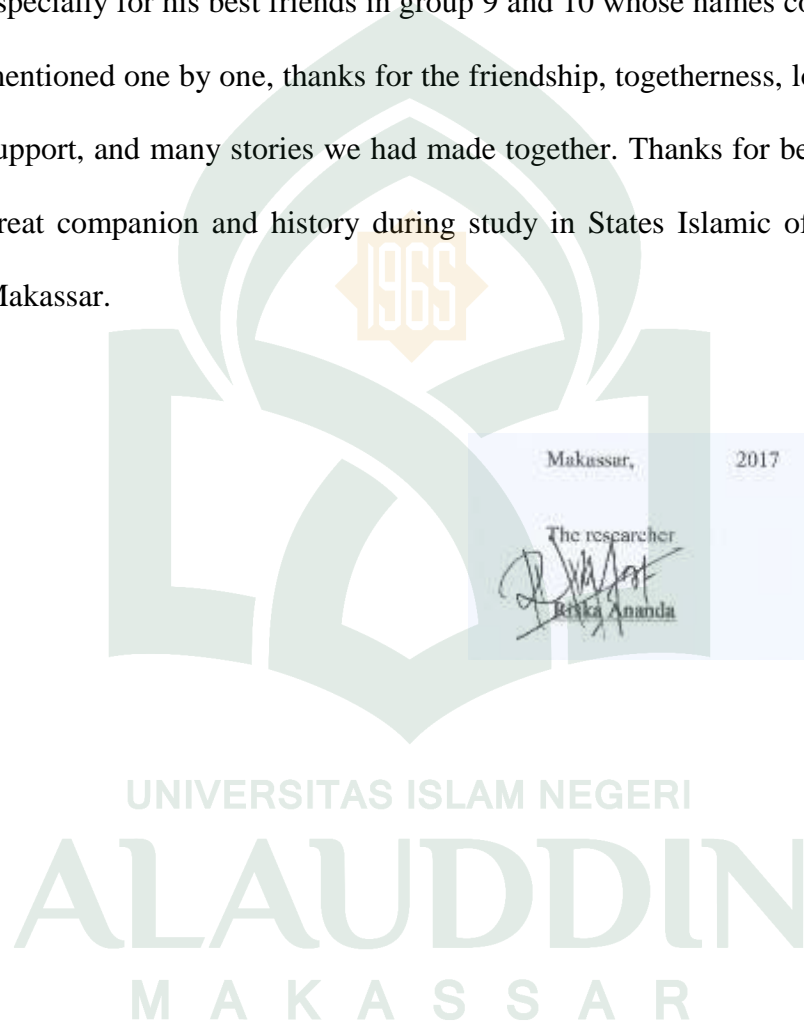 specially for his best friends in group 9 and 10 whose names co
mentioned one by one, thanks for the friendship, togetherness, lo
upport, and many stories we had made together. Thanks for be
reat companion and history during study in States Islamic of
Makassar.
1965
Makassar, 2017
The researcher
Riska Ananda
UNIVERSITAS ISLAM NEGERI
ALAUDDIN
MAKASSAR